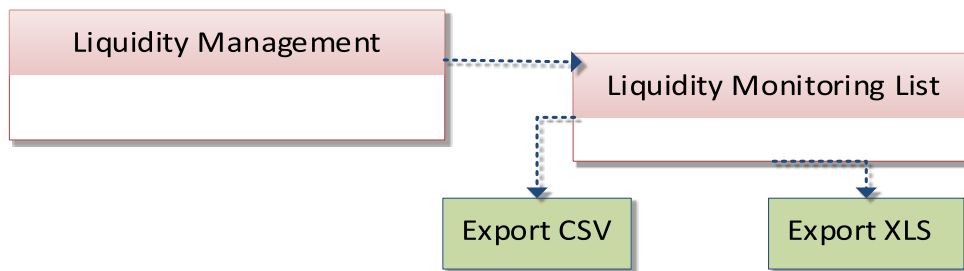 Liquidity Management
Liquidity Monitoring List
Export CSV
Export XLS